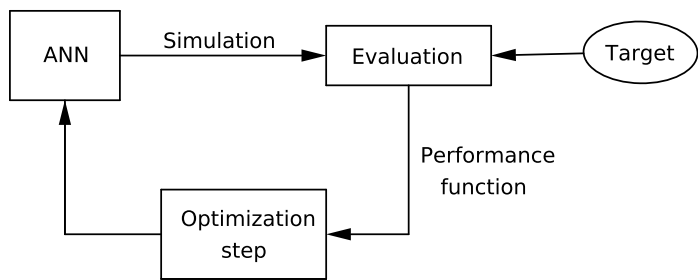 ANN
Simulation
Evaluation
Target
Performance
function
Optimization
step